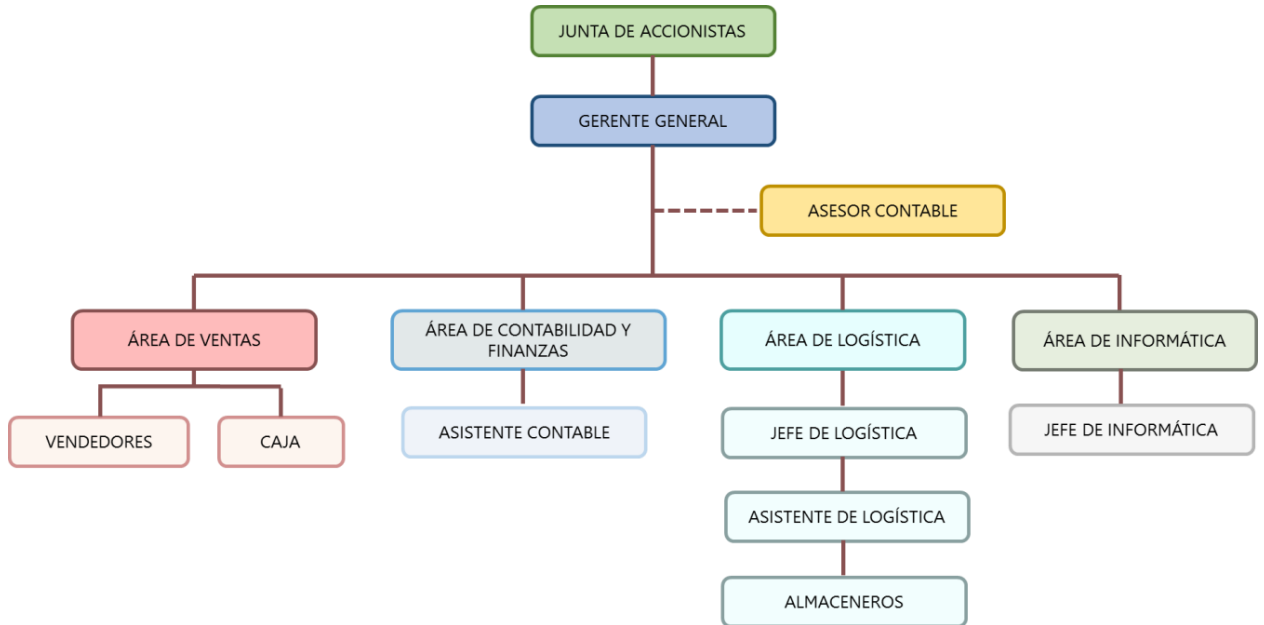 JUNTA DE ACCIONISTAS
GERENTE GENERAL
ASESOR CONTABLE
ÁREA DE VENTAS
ÁREA DE CONTABILIDAD Y
FINANZAS
ÁREA DE LOGÍSTICA
ÁREA DE INFORMÁTICA
VENDEDORES
CAJA
ASISTENTE CONTABLE
JEFE DE LOGÍSTICA
JEFE DE INFORMÁTICA
ASISTENTE DE LOGÍSTICA
ALMACENEROS